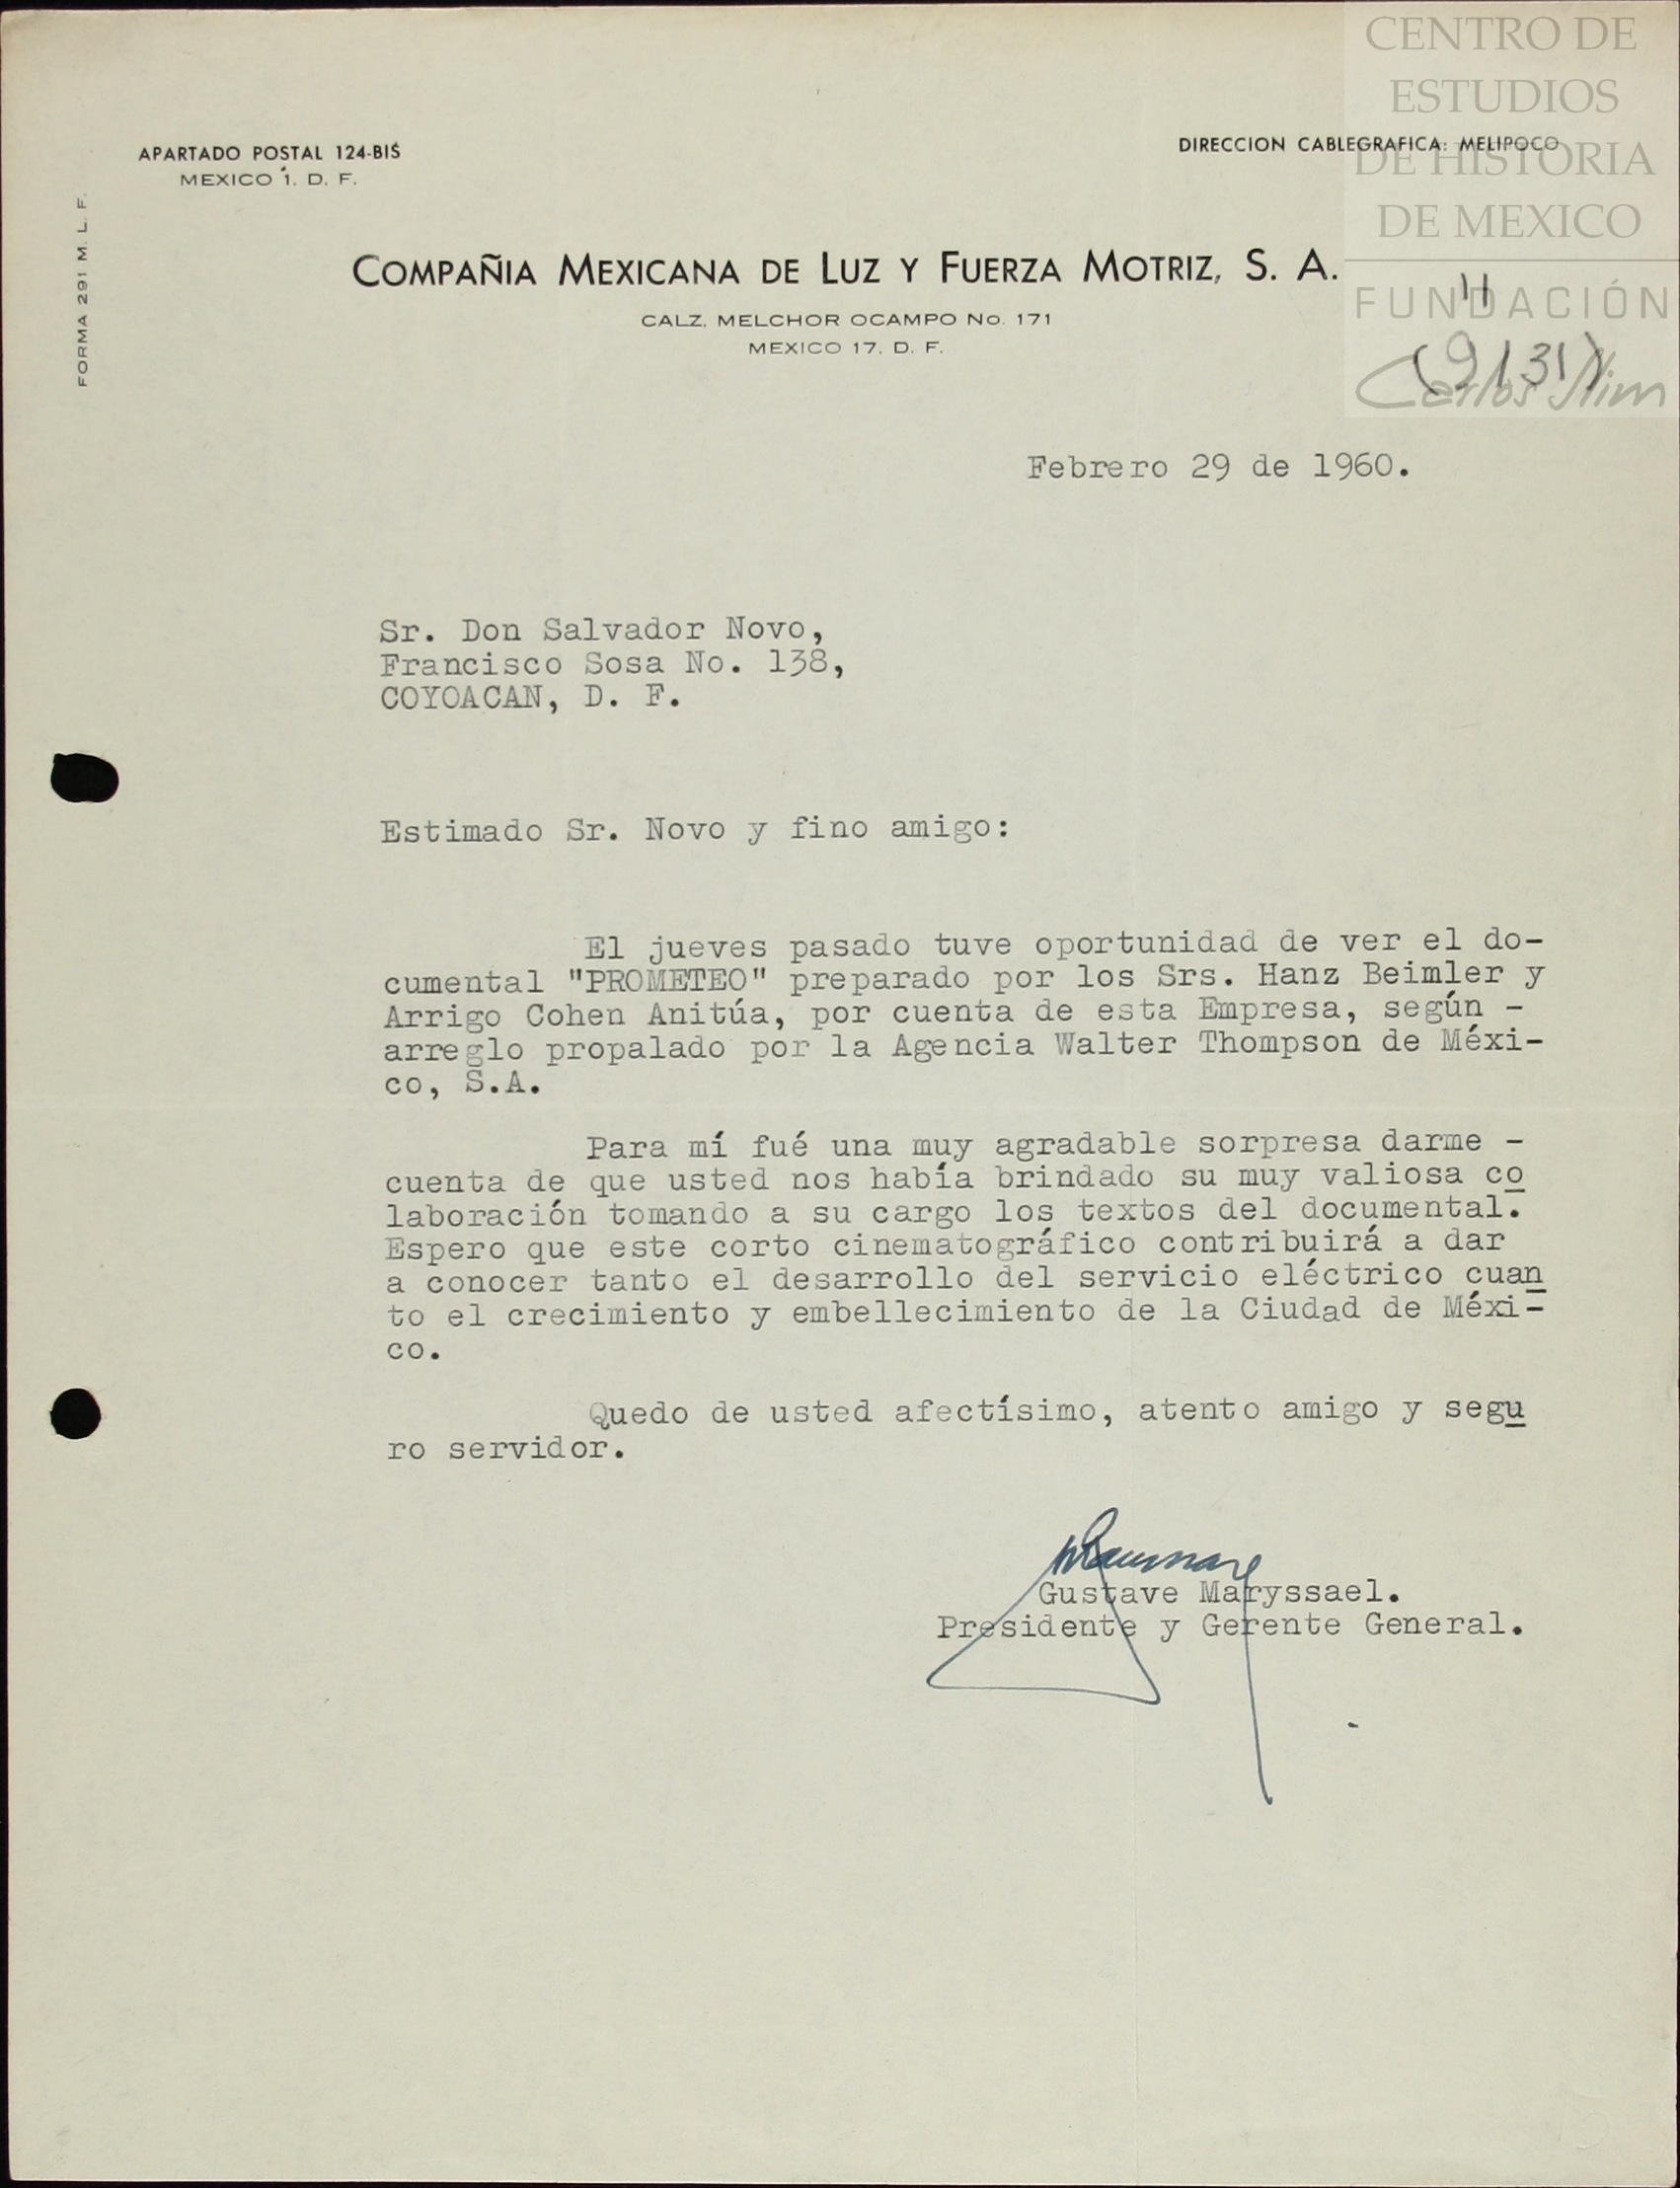 CENTRO DE
ESTUDIOS
DE HISTORIA
DE MEXICO
FUNDACIÓN
Carlos Slim
APARTADO POSTAL 124-BIS
MEXICO 1, D. F.
DIRECCION CABLEGRAFICA: MELIPOCO
FORMA 291 M. L. F.
COMPAÑIA MEXICANA DE LUZ Y FUERZA MOTRIZ, S. A.
CALZ. MELCHOR OCAMPO No. 171
MEXICO 17, D. F.
11
(9131)
Febrero 29 de 1960.
Sr. Don Salvador Novo,
Francisco Sosa No. 138,
COYOACAN, D. F.
Estimado Sr. Novo y fino amigo:
El jueves pasado tuve oportunidad de ver el do-
cumental "PROMETEO" preparado por los Srs. Hanz Beimler y
Arrigo Cohen Anitúa, por cuenta de esta Empresa, según -
arreglo propalado por la Agencia Walter Thompson de Méxi-
co, S.A.
Para mí fué una muy agradable sorpresa darme -
cuenta de que usted nos había brindado su muy valiosa co
laboración tomando a su cargo los textos del documental.
Espero que este corto cinematográfico contribuirá a dar
a conocer tanto el desarrollo del servicio eléctrico cuan
to el crecimiento y embellecimiento de la Ciudad de Méxi-
co.
Quedo de usted afectísimo, atento amigo y segu
ro servidor.
Gustave Maryssael.
Presidente y Gerente General.